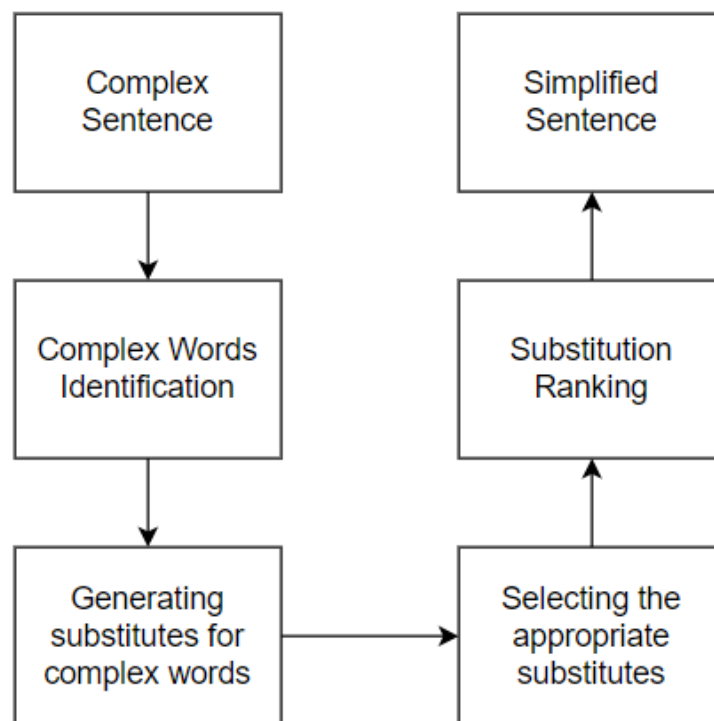 Complex
Sentence
Complex Words
Identification
Generating
substitutes for
complex words
Selecting the
appropriate
substitutes
Substitution
Ranking
Simplified
Sentence